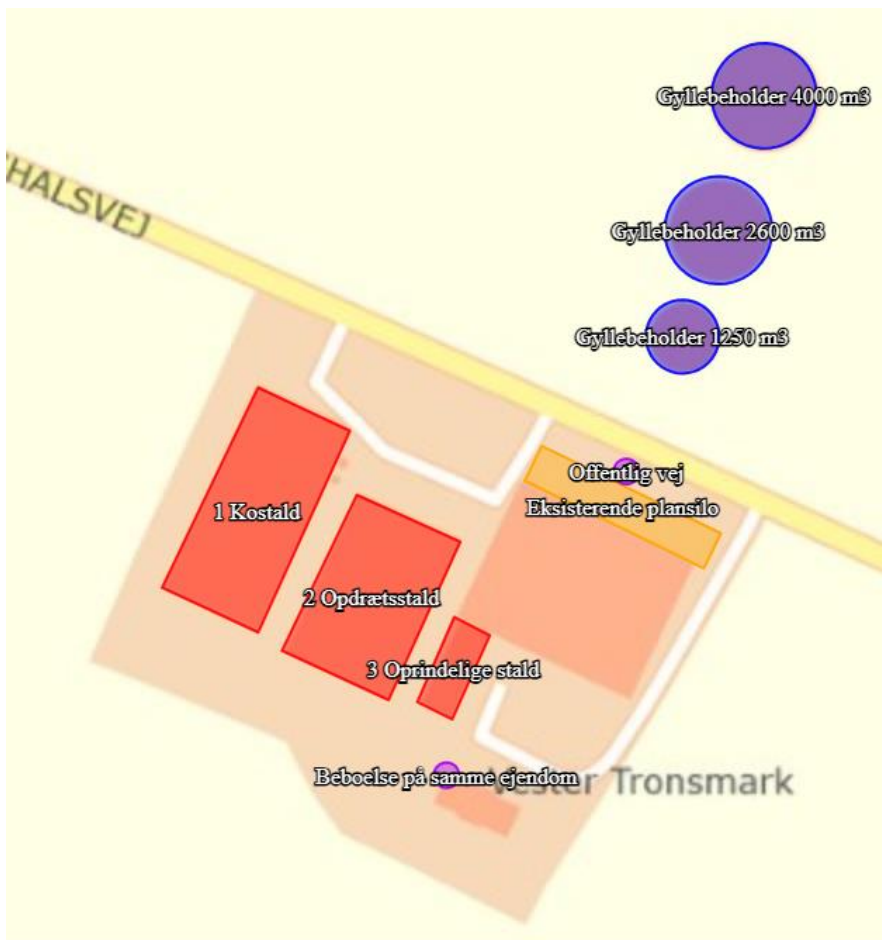 Gyllebeholder 4000 m3
HALSVEJ
Gyllebeholder 2600 m3
Gyllebeholder 1250 m3
Offentlig vej
Eksisterende plansilo
1 Kostald
2 Opdrætsstald
3 Oprindelige stald
Beboelse på samme ejendom
Vester Tronsmark